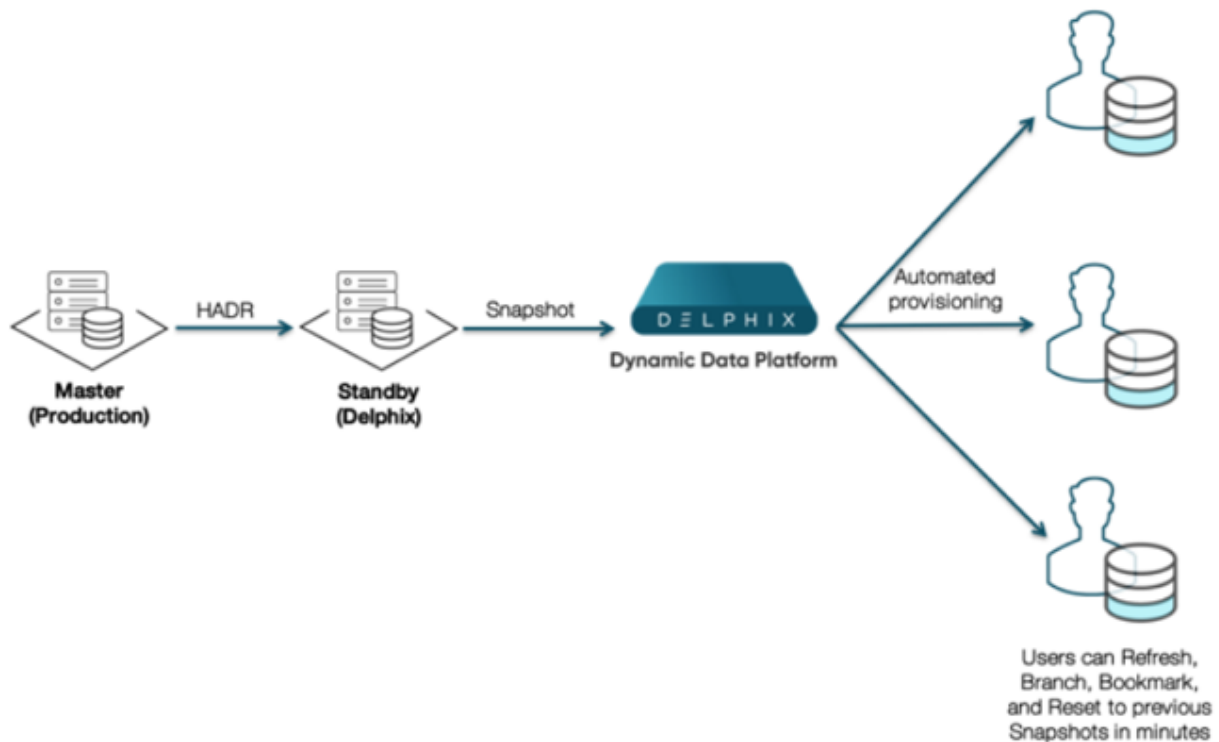 HADR
Snapshot
Automated
provisioning
DELPHIX
Dynamic Data Platform
Master
(Production)
Standby
(Delphix)
Users can Refresh,
Branch, Bookmark,
and Reset to previous
Snapshots in minutes